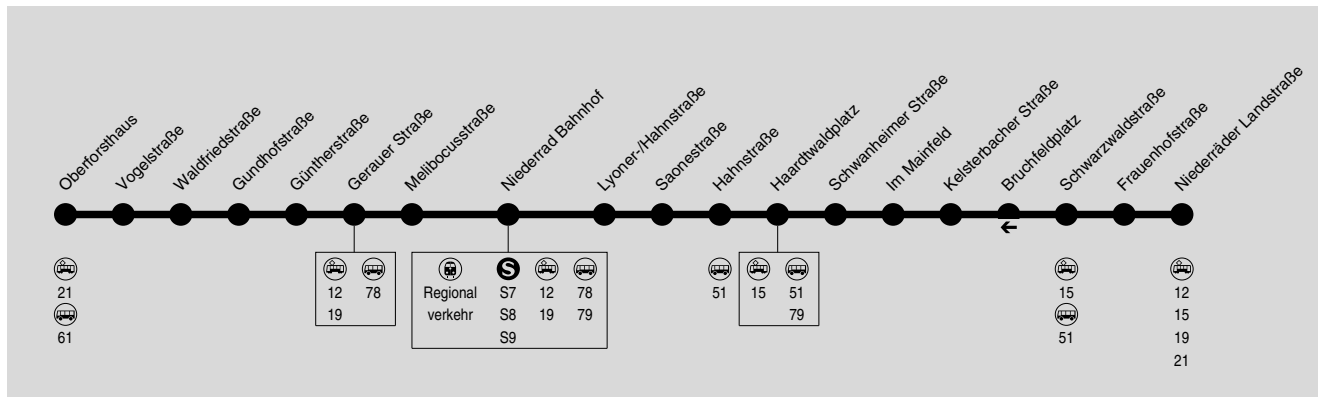 Oberforsthaus
Vogelstraße
Waldfriedstraße
Gundhofstraße
Güntherstraße
Gerauer Straße
Melibocusstraße
Niederrad Bahnhof
Lyoner-/Hahnstraße
Saonestraße
Hahnstraße
Haardtwaldplatz
Schwanheimer Straße
Im Mainfeld
Kelsterbacher Straße
Bruchfeldplatz
Schwarzwaldstraße
Frauenhofstraße
Niederräder Landstraße
21
61
12 78
19
S
Regional S7 12 78
verkehr S8 19 79
S9
51
15 51
79
15
51
12
15
19
21